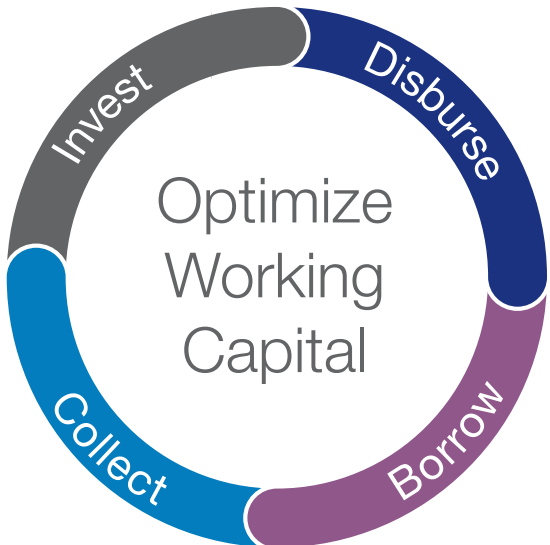 Invest
Disburse
Optimize
Working
Capital
Collect
Borrow